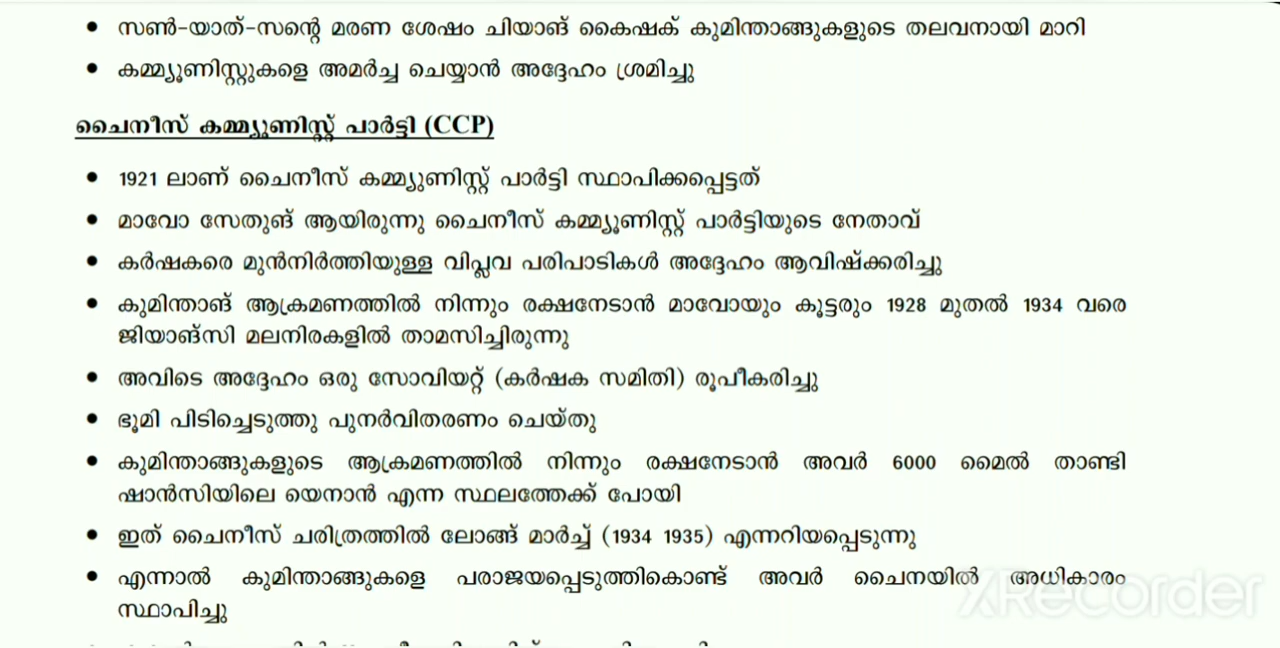 • സൺ-യാത്-സന്റെ മരണ ശേഷം ചിയാങ് കൈഷക് കുമിന്താങ്ങുകളുടെ തലവനായി മാറി
• കമ്മ്യൂണിസ്റ്റുകളെ അമർച്ച ചെയ്യാൻ അദ്ദേഹം ശ്രമിച്ചു
ചൈനീസ് കമ്മ്യൂണിസ്റ്റ് പാർട്ടി (CCP)
• 1921 ലാണ് ചൈനീസ് കമ്മ്യുണിസ്റ്റ് പാർട്ടി സ്ഥാപിക്കപ്പെട്ടത്
• മാവോ സേതുങ് ആയിരുന്നു ചൈനീസ് കമ്മ്യൂണിസ്റ്റ് പാർട്ടിയുടെ നേതാവ്
• കർഷകരെ മുൻനിർത്തിയുള്ള വിപ്ലവ പരിപാടികൾ അദ്ദേഹം ആവിഷ്ക്കരിച്ചു
• കുമിന്താങ് ആക്രമണത്തിൽ നിന്നും രക്ഷനേടാൻ മാവോയും കൂട്ടരും 1928 മുതൽ 1934 വരെ
ജിയാങ്സി മലനിരകളിൽ താമസിച്ചിരുന്നു
• അവിടെ അദ്ദേഹം ഒരു സോവിയറ്റ് (കർഷക സമിതി) രൂപീകരിച്ചു
• ഭൂമി പിടിച്ചെടുത്തു പുനർവിതരണം ചെയ്തു
• കുമിന്താങ്ങുകളുടെ ആക്രമണത്തിൽ നിന്നും രക്ഷനേടാൻ അവർ 6000 മൈൽ താണ്ടി
ഷാൻസിയിലെ യെനാൻ എന്ന സ്ഥലത്തേക്ക് പോയി
• ഇത് ചൈനീസ് ചരിത്രത്തിൽ ലോങ്ങ് മാർച്ച് (1934 1935) എന്നറിയപ്പെടുന്നു
• എന്നാൽ കുമിന്താങ്ങുകളെ പരാജയപ്പെടുത്തികൊണ്ട് അവർ ചൈനയിൽ അധികാരം
സ്ഥാപിച്ചു
XRecorder